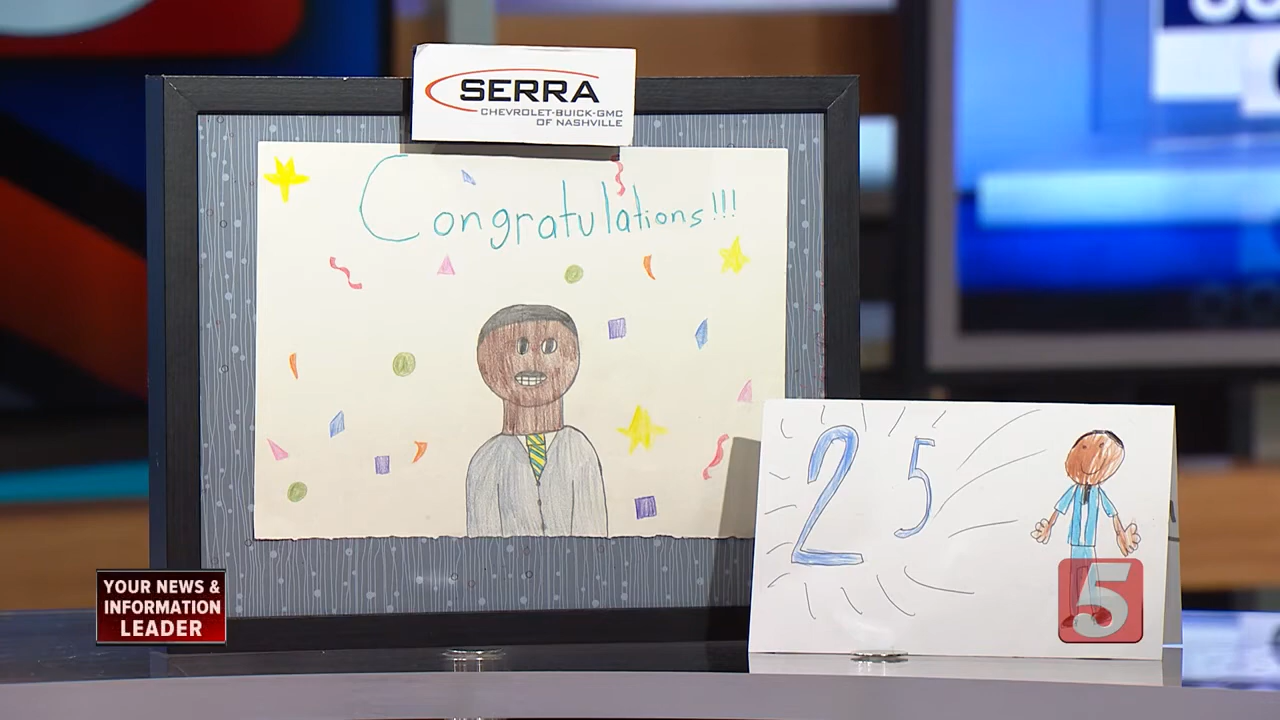 SERRA
CHEVROLET-BUICK-GMC
OF NASHVILLE
Congratulations!!!
25
YOUR NEWS &
INFORMATION
LEADER
5